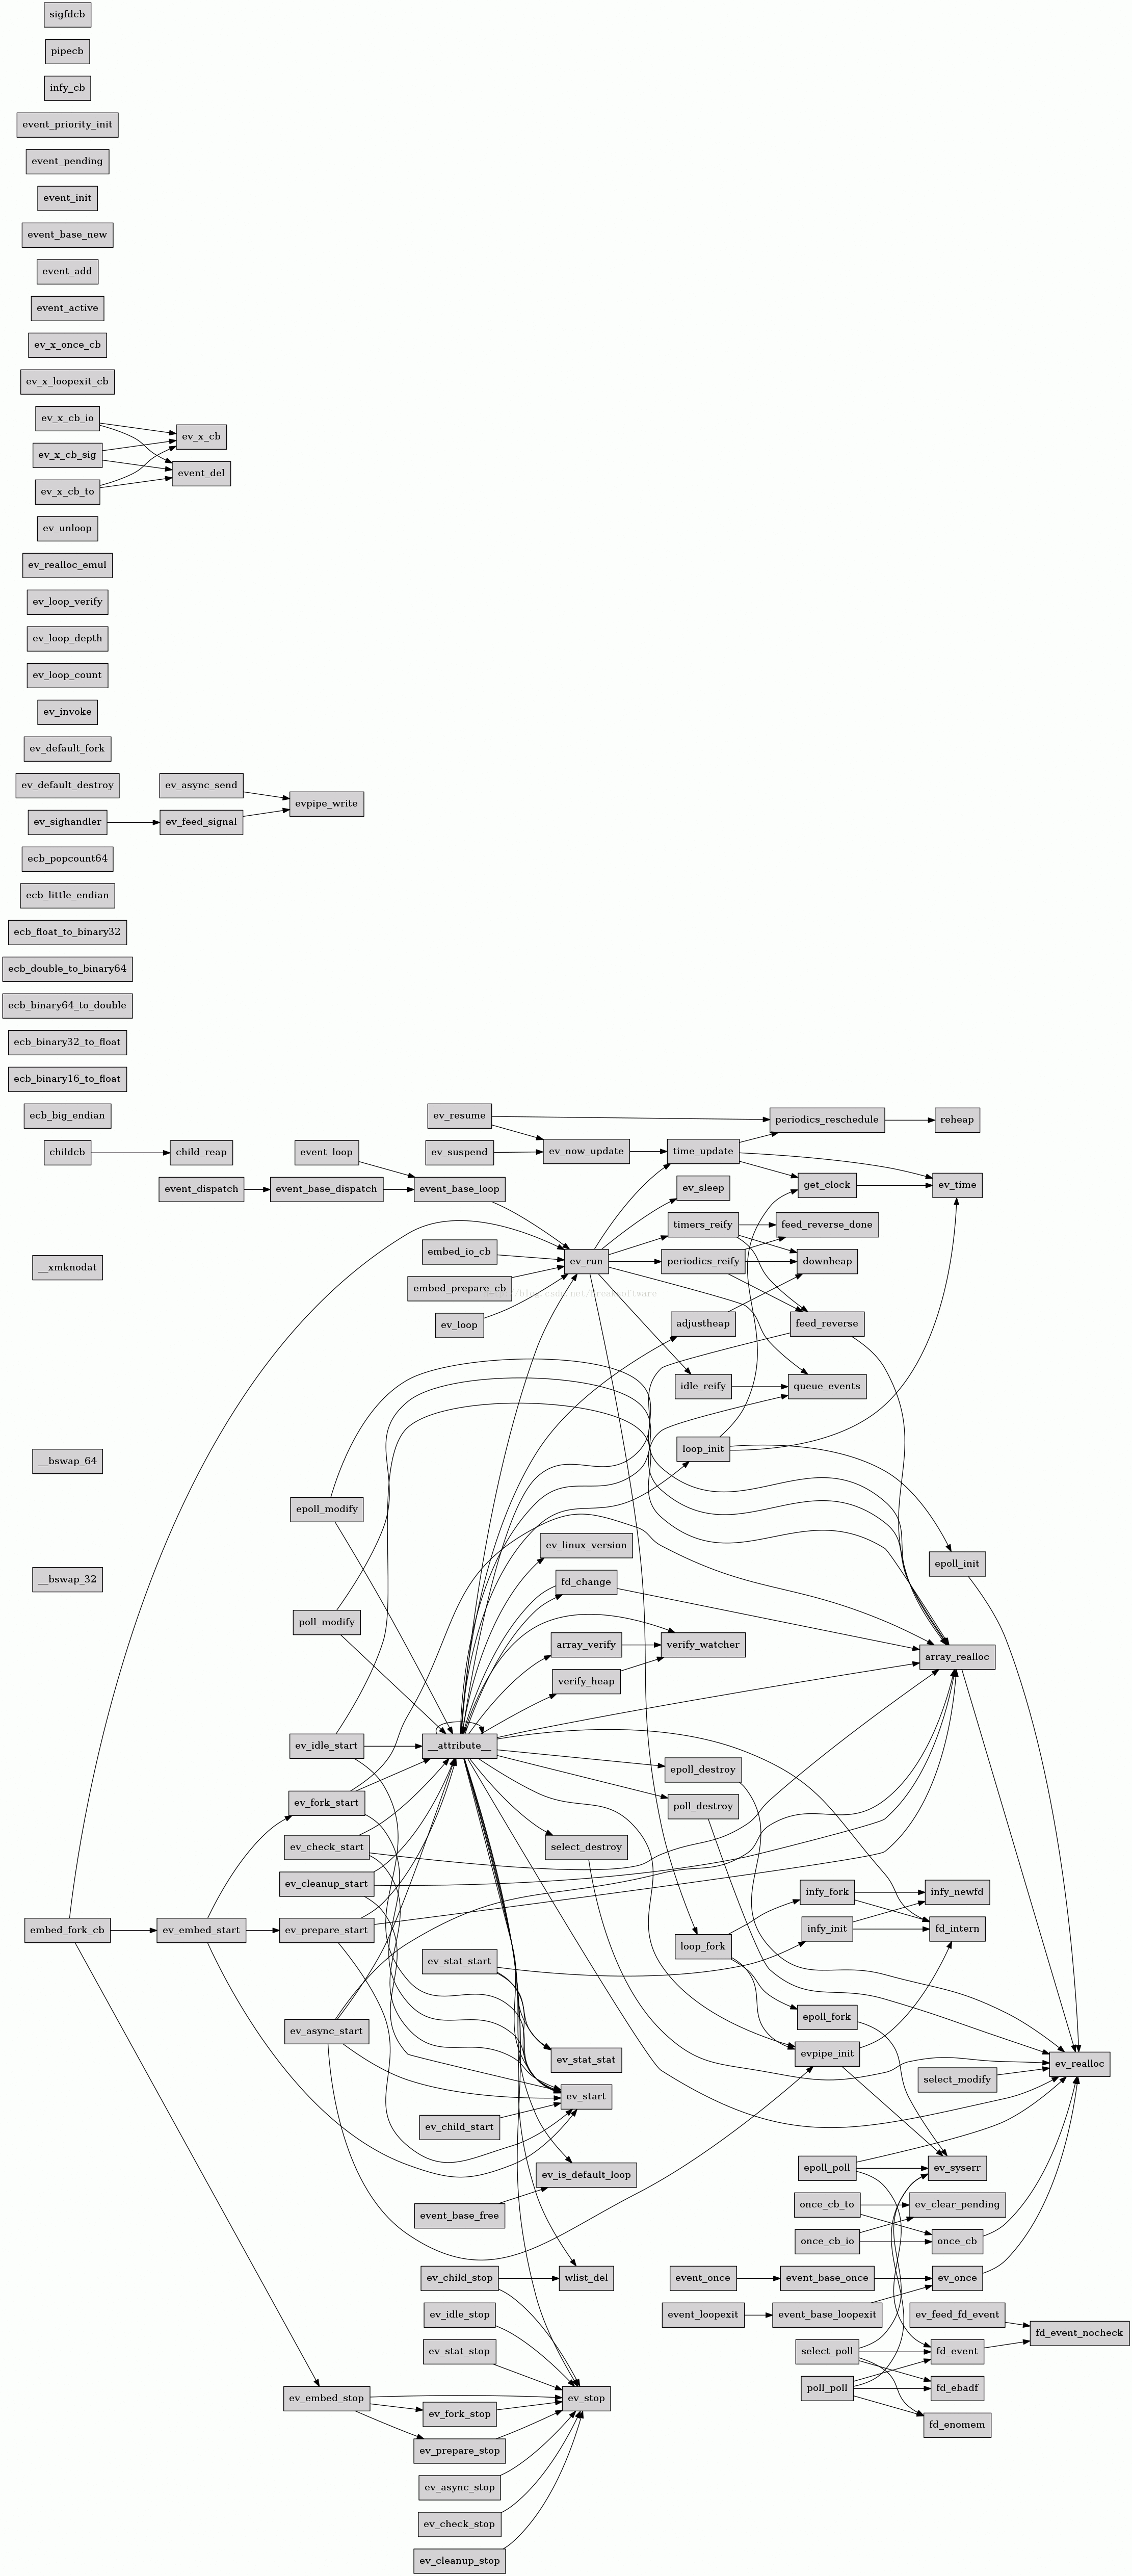 sigfdcb
pipecb
infy_cb
event_priority_init
event_pending
event_init
event_base_new
event_add
event_active
ev_x_once_cb
ev_x_loopexit_cb
ev_x_cb_io
ev_x_cb
ev_x_cb_sig
event_del
ev_x_cb_to
ev_unloop
ev_realloc_emul
ev_loop_verify
ev_loop_depth
ev_loop_count
ev_invoke
ev_default_fork
ev_default_destroy
ev_async_send
evpipe_write
ev_sighandler
ev_feed_signal
ecb_popcount64
ecb_little_endian
ecb_float_to_binary32
ecb_double_to_binary64
ecb_binary64_to_double
ecb_binary32_to_float
ecb_binary16_to_float
ecb_big_endian
ev_resume
periodics_reschedule
reheap
childcb
child_reap
event_loop
ev_suspend
ev_now_update
time_update
event_dispatch
event_base_dispatch
event_base_loop
ev_sleep
get_clock
ev_time
timers_reify
feed_reverse_done
embed_io_cb
__xmknodat
ev_run
periodics_reify
downheap
embed_prepare_cb
ev_loop
adjustheap
feed_reverse
idle_reify
queue_events
loop_init
__bswap_64
epoll_modify
ev_linux_version
epoll_init
__bswap_32
fd_change
poll_modify
array_verify
verify_watcher
array_realloc
verify_heap
ev_idle_start
__attribute__
epoll_destroy
ev_fork_start
poll_destroy
ev_check_start
select_destroy
ev_cleanup_start
infy_fork
infy_newfd
embed_fork_cb
ev_embed_start
ev_prepare_start
infy_init
fd_intern
loop_fork
ev_stat_start
epoll_fork
ev_async_start
evpipe_init
ev_stat_stat
ev_realloc
select_modify
ev_start
ev_child_start
epoll_poll
ev_syserr
ev_is_default_loop
once_cb_to
ev_clear_pending
event_base_free
once_cb_io
once_cb
ev_child_stop
wlist_del
event_once
event_base_once
ev_once
ev_idle_stop
event_loopexit
event_base_loopexit
ev_feed_fd_event
fd_event_nocheck
ev_stat_stop
select_poll
fd_event
poll_poll
fd_ebadf
ev_embed_stop
ev_stop
ev_fork_stop
fd_enomem
ev_prepare_stop
ev_async_stop
ev_check_stop
ev_cleanup_stop